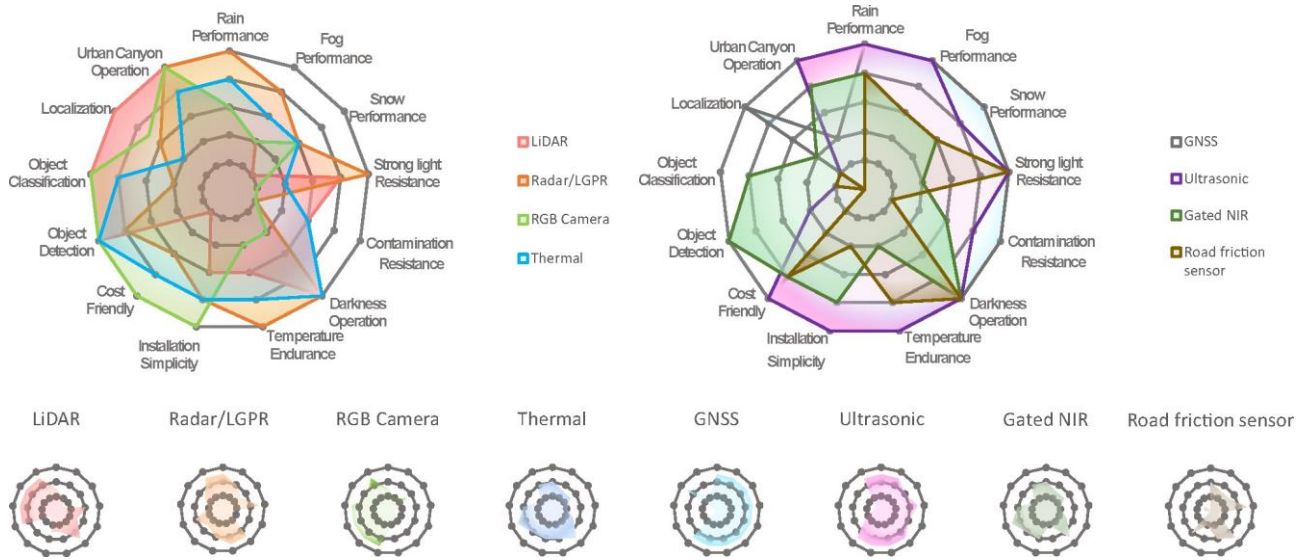 Rain
Performance
Fog
Performance
Snow
Performance
Strong light
Resistance
Contamination
Resistance
Darkness
Operation
Temperature
Endurance
Installation
Simplicity
Cost
Friendly
Object
Detection
Object
Classification
Localization
Urban Canyon
Operation
LiDAR
Radar/LGPR
RGB Camera
Thermal
Rain
Performance
Fog
Performance
Snow
Performance
Strong light
Resistance
Contamination
Resistance
Darkness
Operation
Temperature
Endurance
Installation
Simplicity
Cost
Friendly
Object
Detection
Object
Classification
Localization
Urban Canyon
Operation
GNSS
Ultrasonic
Gated NIR
Road friction
sensor
LiDAR
Radar/LGPR
RGB Camera
Thermal
GNSS
Ultrasonic
Gated NIR
Road friction sensor